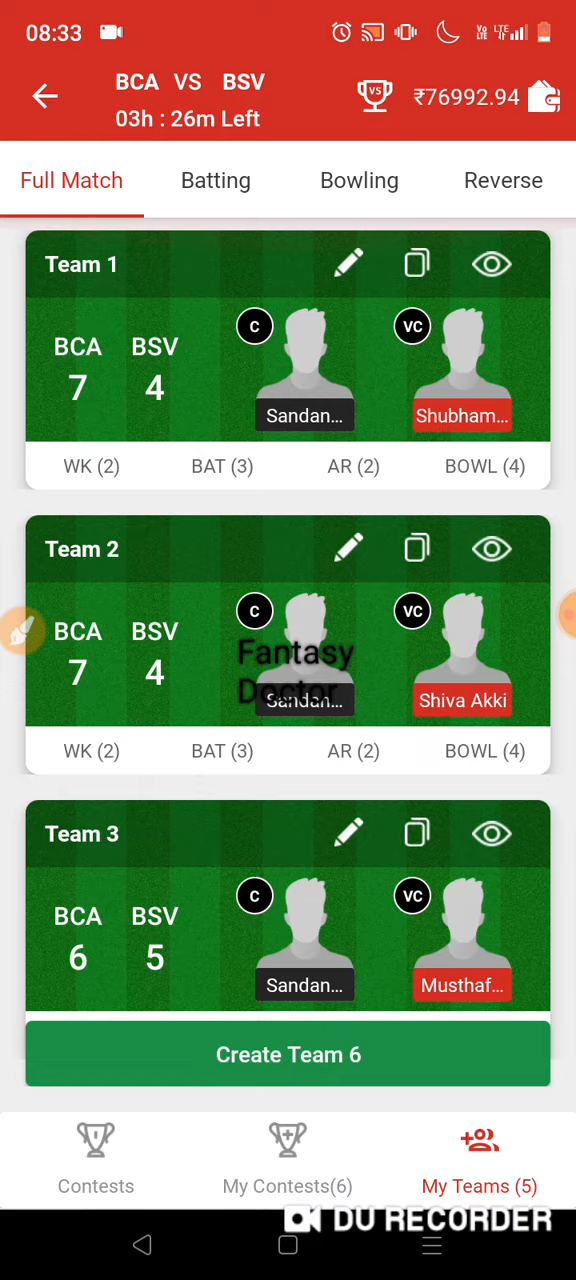 08:33
Vo LTE LTE
BCA VS BSV
₹76992.94
03h : 26m Left
Full Match Batting Bowling Reverse
Team 1
C VC
BCA BSV
7 4
Sandan... Shubham...
WK (2) BAT (3) AR (2) BOWL (4)
Team 2
C VC
BCA BSV
7 4
Fantasy
Doctor
Sandan... Shiva Akki
WK (2) BAT (3) AR (2) BOWL (4)
Team 3
C VC
BCA BSV
6 5
Sandan... Musthaf...
Create Team 6
Contests My Contests(6) My Teams (5)
DU RECORDER